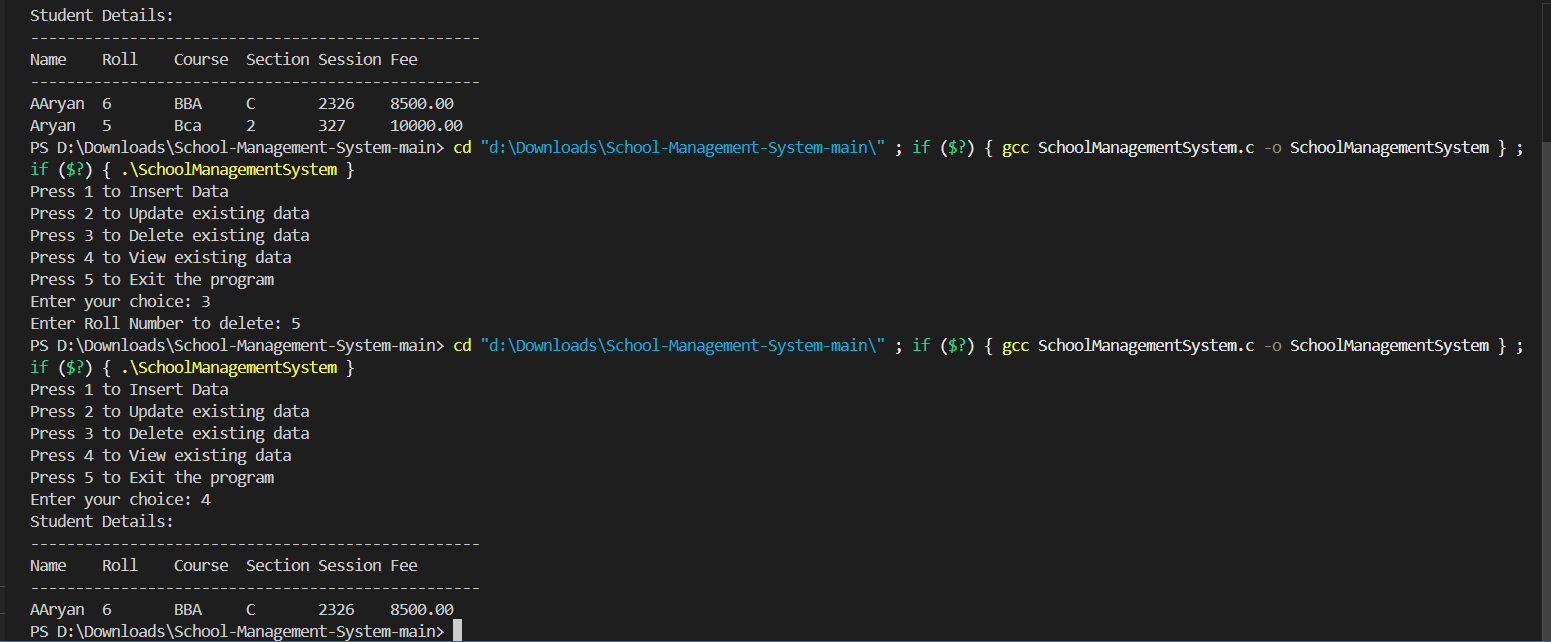 Student Details:
--------------------------------------------------
Name    Roll    Course  Section Session Fee
--------------------------------------------------
AAryan  6       BBA     C       2326    8500.00
Aryan   5       Bca     2       327     10000.00
PS D:\Downloads\School-Management-System-main> cd "d:\Downloads\School-Management-System-main\" ; if ($?) { gcc SchoolManagementSystem.c -o SchoolManagementSystem } ;
if ($?) { .\SchoolManagementSystem }
Press 1 to Insert Data
Press 2 to Update existing data
Press 3 to Delete existing data
Press 4 to View existing data
Press 5 to Exit the program
Enter your choice: 3
Enter Roll Number to delete: 5
PS D:\Downloads\School-Management-System-main> cd "d:\Downloads\School-Management-System-main\" ; if ($?) { gcc SchoolManagementSystem.c -o SchoolManagementSystem } ;
if ($?) { .\SchoolManagementSystem }
Press 1 to Insert Data
Press 2 to Update existing data
Press 3 to Delete existing data
Press 4 to View existing data
Press 5 to Exit the program
Enter your choice: 4
Student Details:
--------------------------------------------------
Name    Roll    Course  Section Session Fee
--------------------------------------------------
AAryan  6       BBA     C       2326    8500.00
PS D:\Downloads\School-Management-System-main>